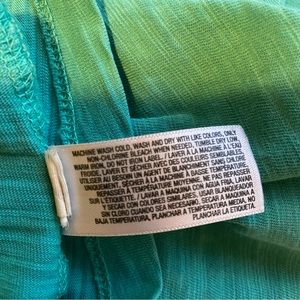 MACHINE WASH COLD. WASH AND DRY WITH LIKE COLORS, ONLY
NON-CHLORINE BLEACH WHEN NEEDED, TUMBLE DRY LOW,
WARM IRON, DO NOT IRON LABEL. / LAVER À LA MACHINE À L'EAU
FROIDE. LAVER ET SÉCHER AVEC DES COULEURS SEMBLABLES.
UTILISER AU BESOIN UN AGENT DE BLANCHIMENT SANS CHLORE
UNIQUEMENT, SÉCHER À BASSE TEMPÉRATURE.
REPASSER À TEMPÉRATURE MOYENNE. NE PAS REPASSER
SUR L'ÉTIQUETTE. / LAVAR A MAQUINA CON AGUA FRIA, LAVAR
Y SECAR CON COLORES SIMILARES. USAR BLANQUEADOR
SIN CLORO CUANDO SEA NECESARIO. SECAR A MAQUINA A
BAJA TEMPERATURA, PLANCHAR A TEMPERATURA MEDIA, NO
PLANCHAR LA ETIQUETA.